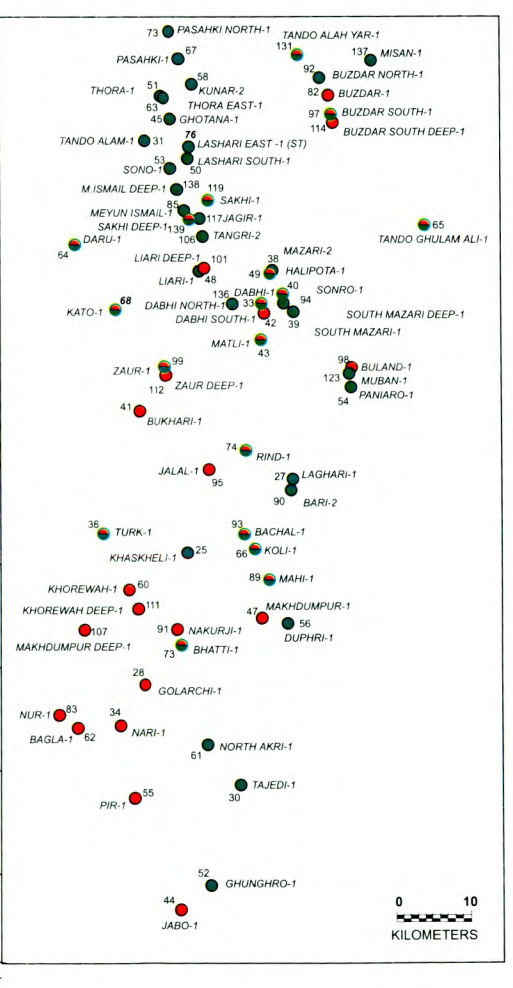 73 PASAHKI NORTH-1
TANDO ALAH YAR-1
131
67
PASAHKI-1
137 MISAN-1
92 BUZDAR NORTH-1
58
KUNAR-2
51
THORA-1
82 BUZDAR-1
63 THORA EAST-1
97 BUZDAR SOUTH-1
45 GHOTANA-1
114 BUZDAR SOUTH DEEP-1
76
TANDO ALAM-1 31
LASHARI EAST -1 (ST)
53 LASHARI SOUTH-1
SONO-1 50
M.ISMAIL DEEP-1 138
119
SAKHI-1
85
MEYUN ISMAIL-1
117 JAGIR-1
SAKHI DEEP-1 139
65
TANDO GHULAM ALI-1
DARU-1
64
106 TANGRI-2
MAZARI-2
LIARI DEEP-1 101
38
49 HALIPOTA-1
LIARI-1 48
40
DABHI-1 SONRO-1
136 33 94
DABHI NORTH-1
68
KATO-1
42 39 SOUTH MAZARI DEEP-1
DABHI SOUTH-1
SOUTH MAZARI-1
MATLI-1
43
99
ZAUR-1
98
BULAND-1
112 ZAUR DEEP-1
123 MUBAN-1
54 PANIARO-1
41
BUKHARI-1
74
RIND-1
JALAL-1
95
27 LAGHARI-1
90 BARI-2
36
TURK-1
93
BACHAL-1
KHASKHELI-1 25
66 KOLI-1
89 MAHI-1
KHOREWAH-1 60
KHOREWAH DEEP-1 111
MAKHDUMPUR-1
47
56
DUPHRI-1
107
MAKHDUMPUR DEEP-1
91 NAKURJI-1
73 BHATTI-1
28
GOLARCHI-1
NUR-1 83
34
BAGLA-1 62
NARI-1
61 NORTH AKRI-1
TAJEDI-1
30
55
PIR-1
52
GHUNGHRO-1
44
JABO-1
0 10
KILOMETERS